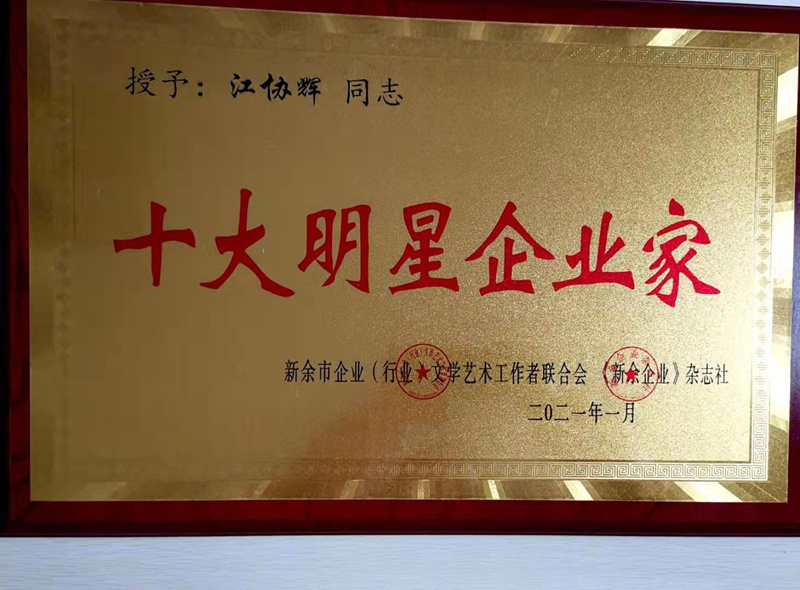 授予：江协辉 同志
十大明星企业家
新余市企业（行业）文学艺术工作者联合会 《新余企业》杂志社
二〇二一年一月